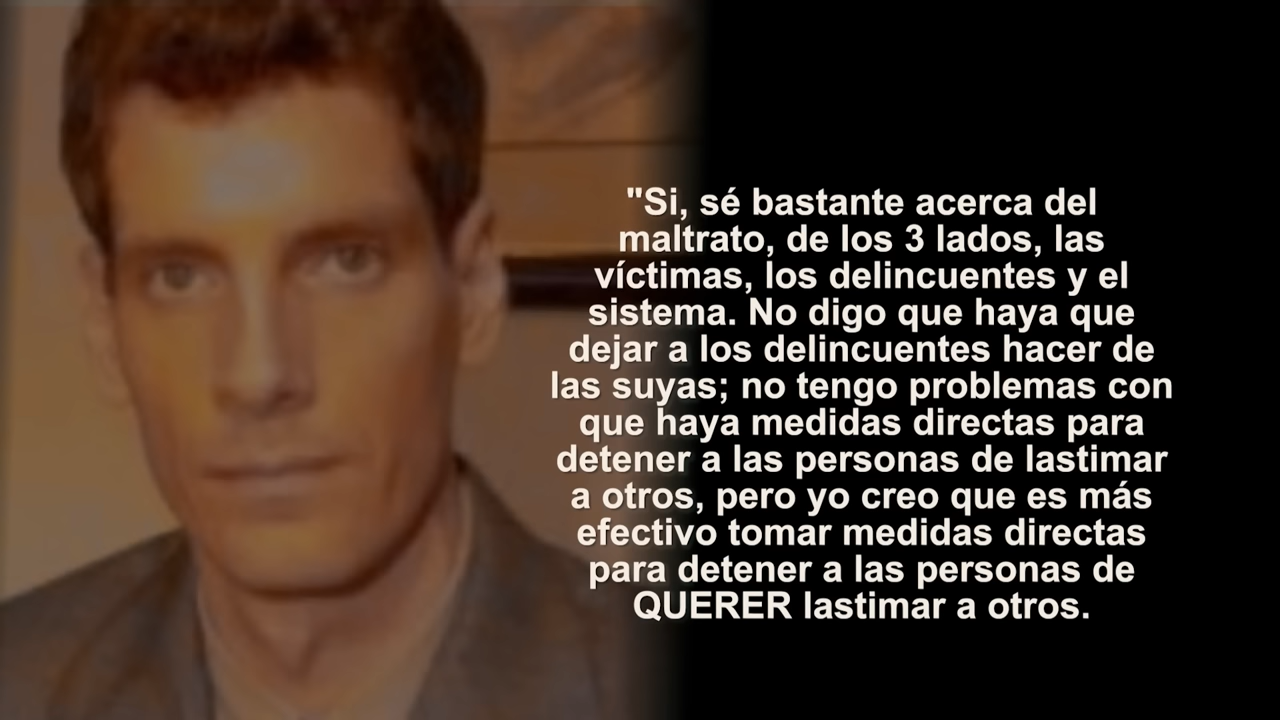 "Si, sé bastante acerca del
maltrato, de los 3 lados, las
víctimas, los delincuentes y el
sistema. No digo que haya que
dejar a los delincuentes hacer de
las suyas; no tengo problemas con
que haya medidas directas para
detener a las personas de lastimar
a otros, pero yo creo que es más
efectivo tomar medidas directas
para detener a las personas de
QUERER lastimar a otros.